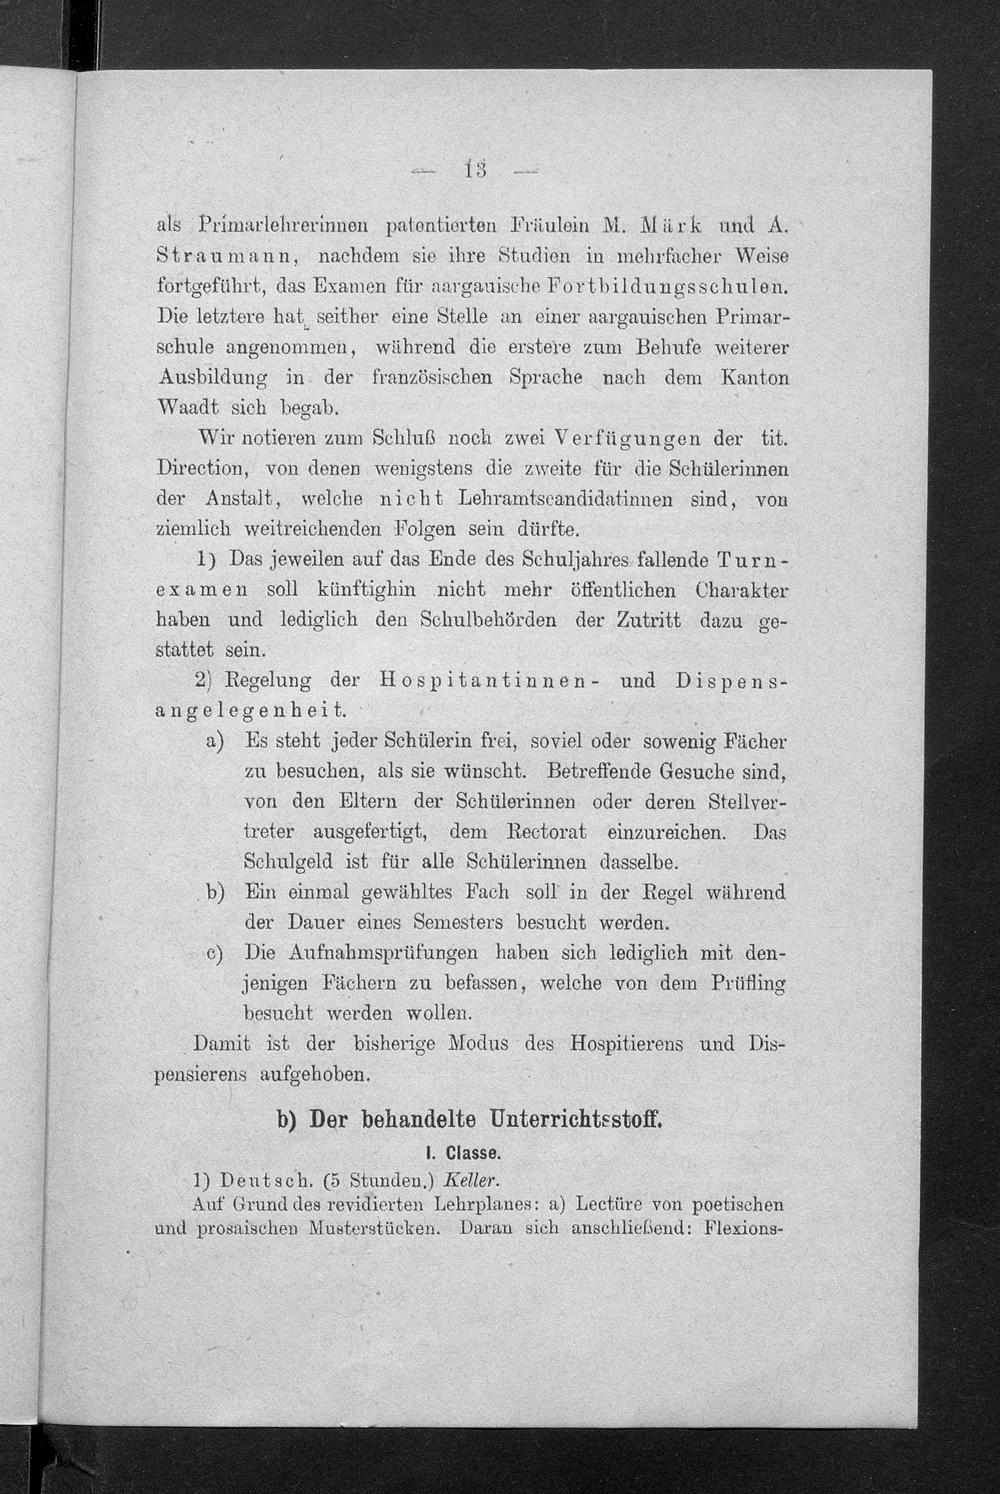 — 13 —
als Primarlehrerinnen patentierten Fräulein M. Märk und A.
Straumann, nachdem sie ihre Studien in mehrfacher Weise
fortgeführt, das Examen für aargauische Fortbildungsschulen.
Die letztere hat seither eine Stelle an einer aargauischen Primar-
schule angenommen, während die erstere zum Behufe weiterer
Ausbildung in der französischen Sprache nach dem Kanton
Waadt sich begab.
Wir notieren zum Schluß noch zwei Verfügungen der tit.
Direction, von denen wenigstens die zweite für die Schülerinnen
der Anstalt, welche nicht Lehramtscandidatinnen sind, von
ziemlich weitreichenden Folgen sein dürfte.
1) Das jeweilen auf das Ende des Schuljahres fallende Turn-
examen soll künftighin nicht mehr öffentlichen Charakter
haben und lediglich den Schulbehörden der Zutritt dazu ge-
stattet sein.
2) Regelung der Hospitantinnen- und Dispens-
angelegenheit.
a) Es steht jeder Schülerin frei, soviel oder sowenig Fächer
zu besuchen, als sie wünscht. Betreffende Gesuche sind,
von den Eltern der Schülerinnen oder deren Stellver-
treter ausgefertigt, dem Rectorat einzureichen. Das
Schulgeld ist für alle Schülerinnen dasselbe.
b) Ein einmal gewähltes Fach soll in der Regel während
der Dauer eines Semesters besucht werden.
c) Die Aufnahmsprüfungen haben sich lediglich mit den-
jenigen Fächern zu befassen, welche von dem Prüfling
besucht werden wollen.
Damit ist der bisherige Modus des Hospitierens und Dis-
pensierens aufgehoben.
b) Der behandelte Unterrichtsstoff.
I. Classe.
1) Deutsch. (5 Stunden.) Keller.
Auf Grund des revidierten Lehrplanes: a) Lectüre von poetischen
und prosaischen Musterstücken. Daran sich anschließend: Flexions-